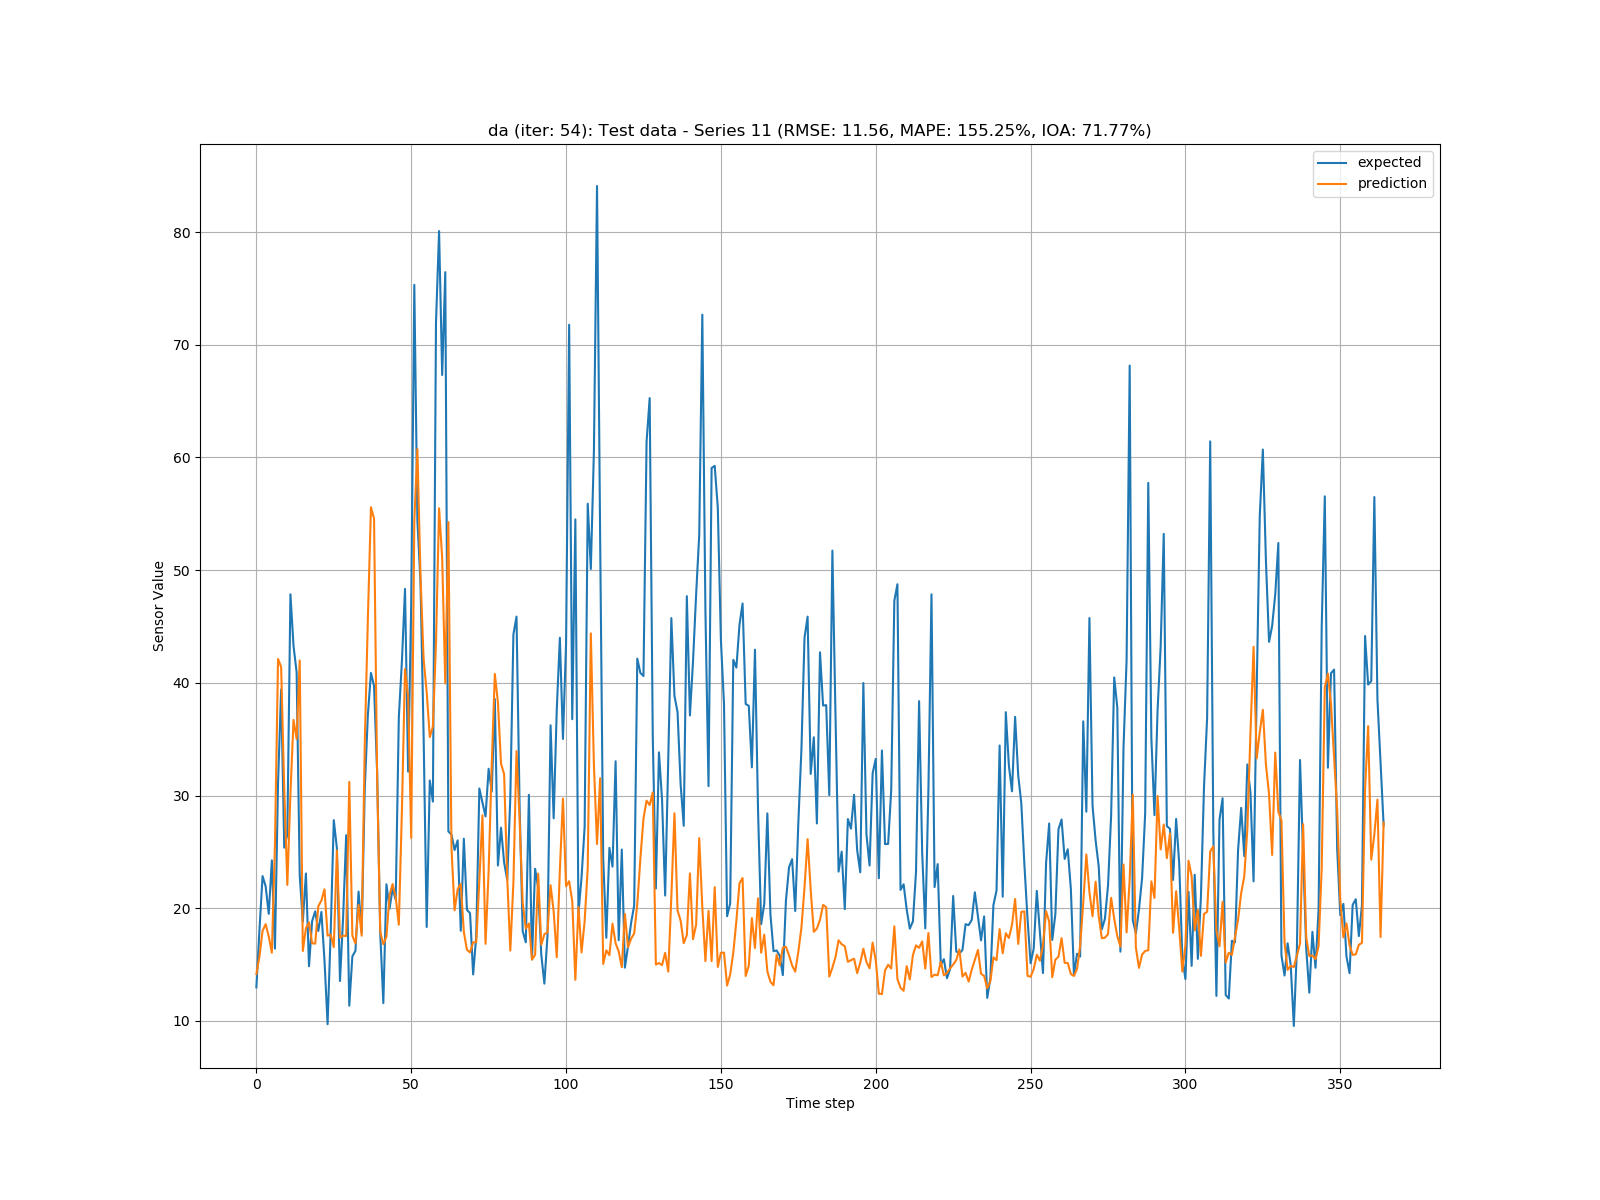 da (iter: 54): Test data - Series 11 (RMSE: 11.56, MAPE: 155.25%, IOA: 71.77%)
expected
prediction
80
70
60
50
40
30
20
10
Sensor Value
0 50 100 150 200 250 300 350
Time step